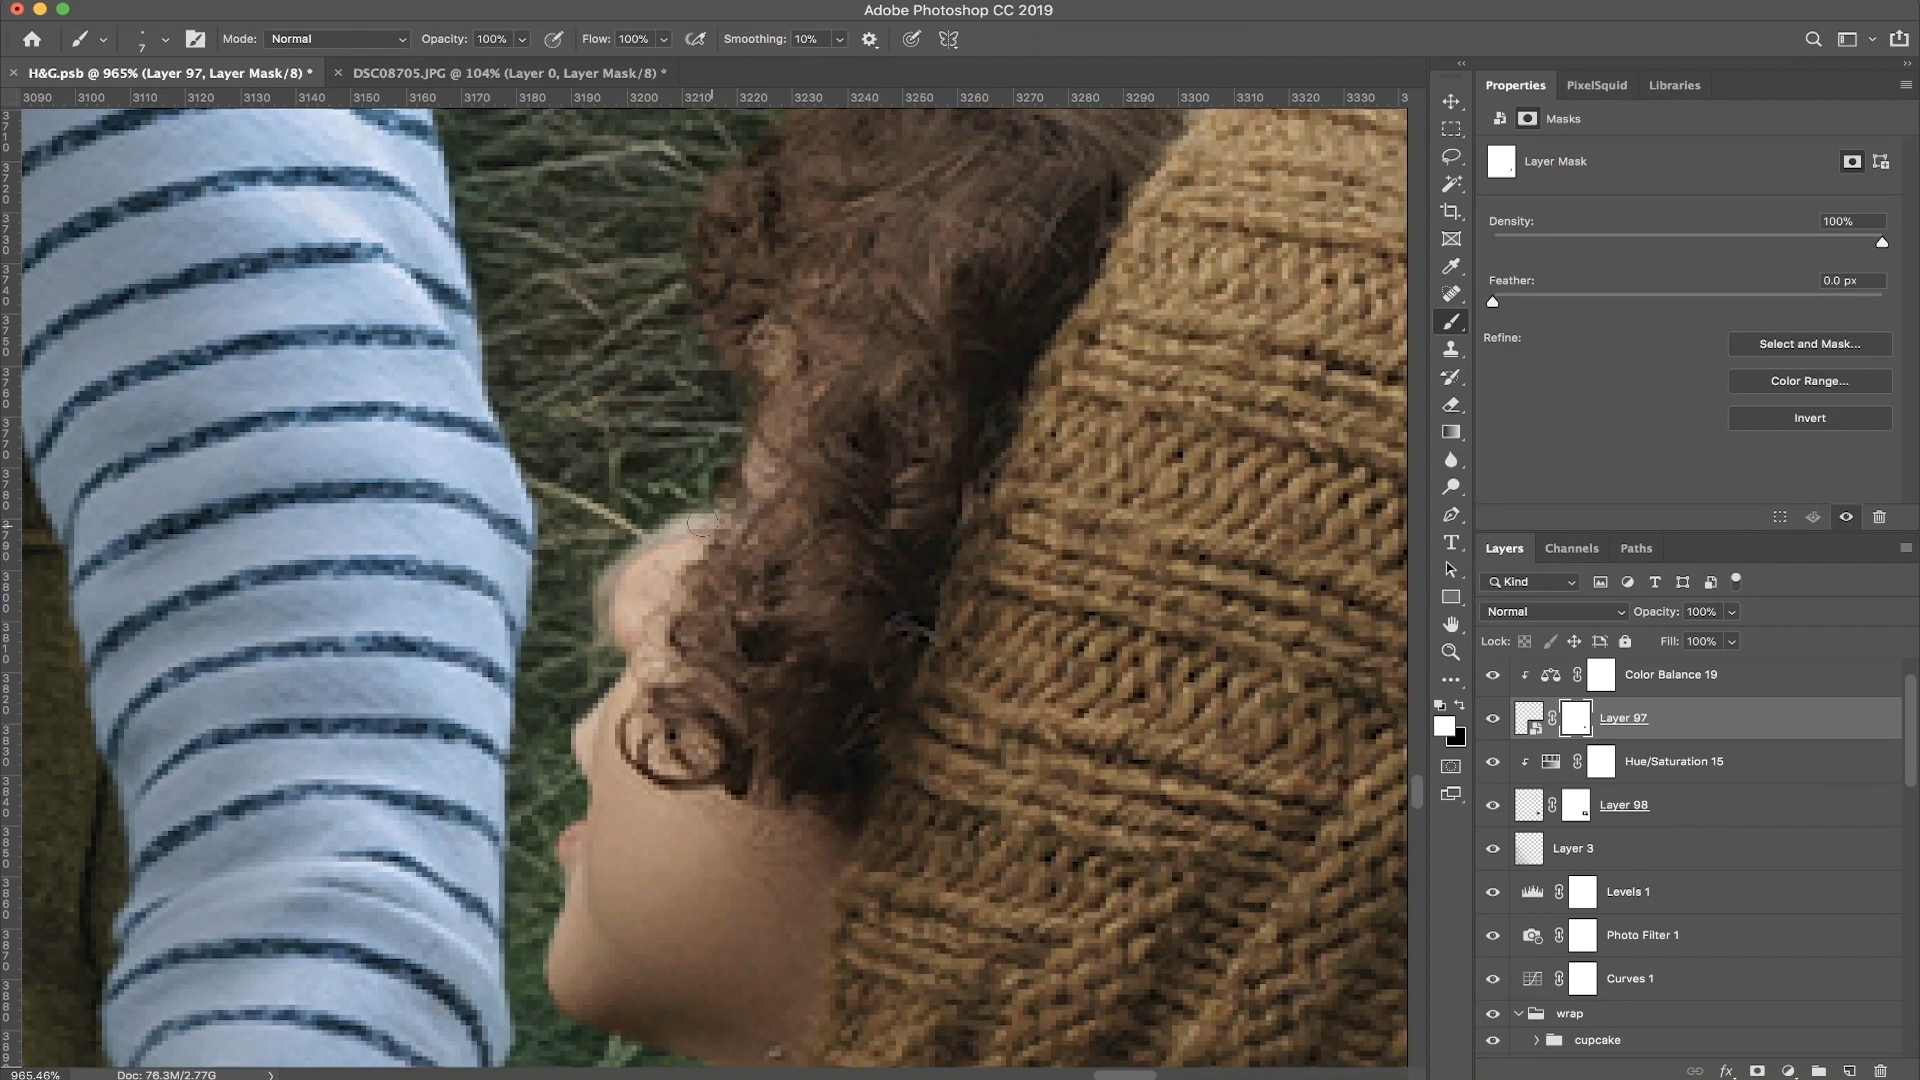 Adobe Photoshop CC 2019
7 Mode: Normal Opacity: 100% Flow: 100% Smoothing: 10%
H&G.psb @ 965% (Layer 97, Layer Mask/8) * DSC08705.JPG @ 104% (Layer 0, Layer Mask/8) *
3090 3100 3110 3120 3130 3140 3150 3160 3170 3180 3190 3200 3210 3220 3230 3240 3250 3260 3270 3280 3290 3300 3310 3320 3330 3
Properties PixelSquid Libraries
Masks
Layer Mask
Density: 100%
Feather: 0.0 px
Refine: Select and Mask...
Color Range...
Invert
Layers Channels Paths
Kind
Normal Opacity: 100%
Lock: Fill: 100%
Color Balance 19
Layer 97
Hue/Saturation 15
Layer 98
Layer 3
Levels 1
Photo Filter 1
Curves 1
wrap
cupcake
fx
965.46% Doc: 76.3M/2.77G